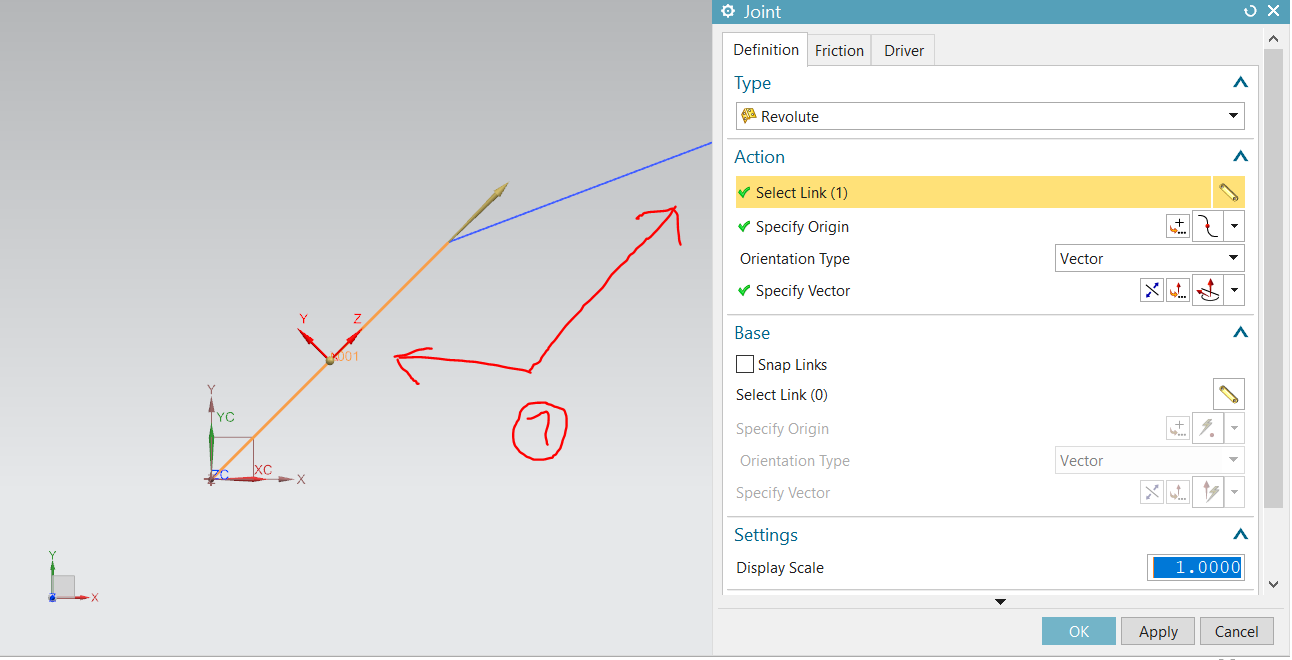 Joint
Definition
Friction
Driver
Type
Revolute
Action
Select Link (1)
Specify Origin
Orientation Type
Vector
Specify Vector
Base
Snap Links
Select Link (0)
Specify Origin
Orientation Type
Vector
Specify Vector
Settings
Display Scale
1.0000
OK
Apply
Cancel
Y
Z
Y
YC
ZC
XC
X
Y
X